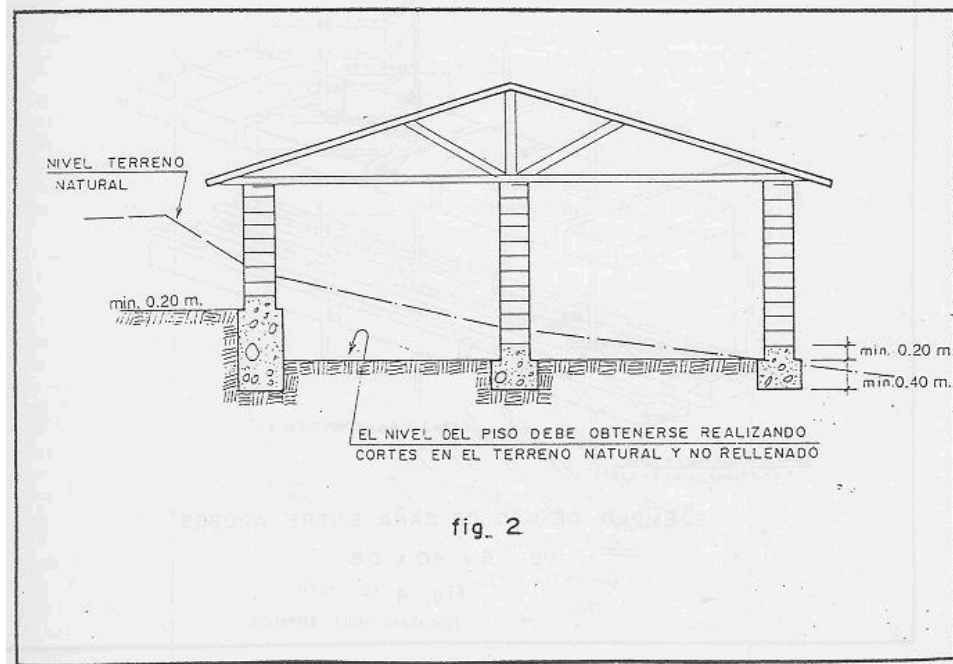 NIVEL TERRENO
NATURAL
min. 0.20 m.
min. 0.20 m.
min.0.40 m.
EL NIVEL DEL PISO DEBE OBTENERSE REALIZANDO
CORTES EN EL TERRENO NATURAL Y NO RELLENADO
fig_ 2